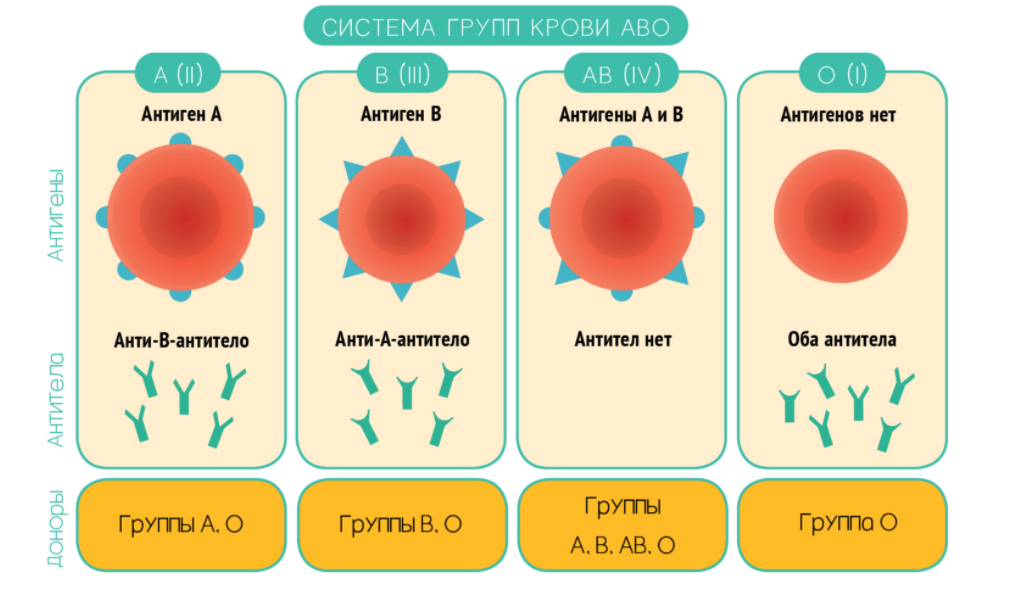 СИСТЕМА ГРУПП КРОВИ АВО
А (II)
В (III)
АВ (IV)
О (I)
Антиген А
Антиген В
Антигены А и В
Антигенов нет
Антигены
Анти-В-антитело
Анти-А-антитело
Антител нет
Оба антитела
Антитела
Доноры
Группы А, О
Группы В, О
Группы
А, В, АВ, О
Группа О